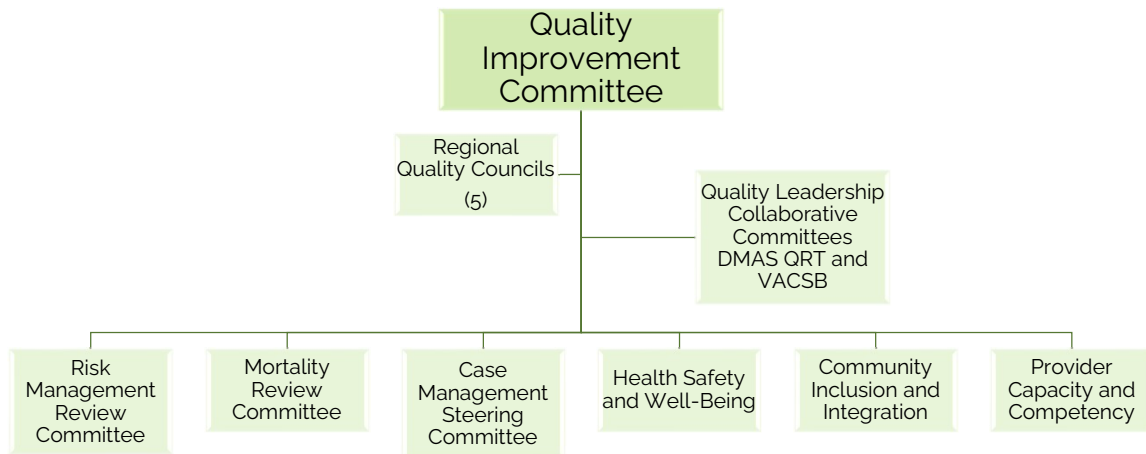 Quality
Improvement
Committee
Regional
Quality Councils
(5)
Quality Leadership
Collaborative
Committees
DMAS QRT and
VACSB
Risk
Management
Review
Committee
Mortality
Review
Committee
Case
Management
Steering
Committee
Health Safety
and Well-Being
Community
Inclusion and
Integration
Provider
Capacity and
Competency